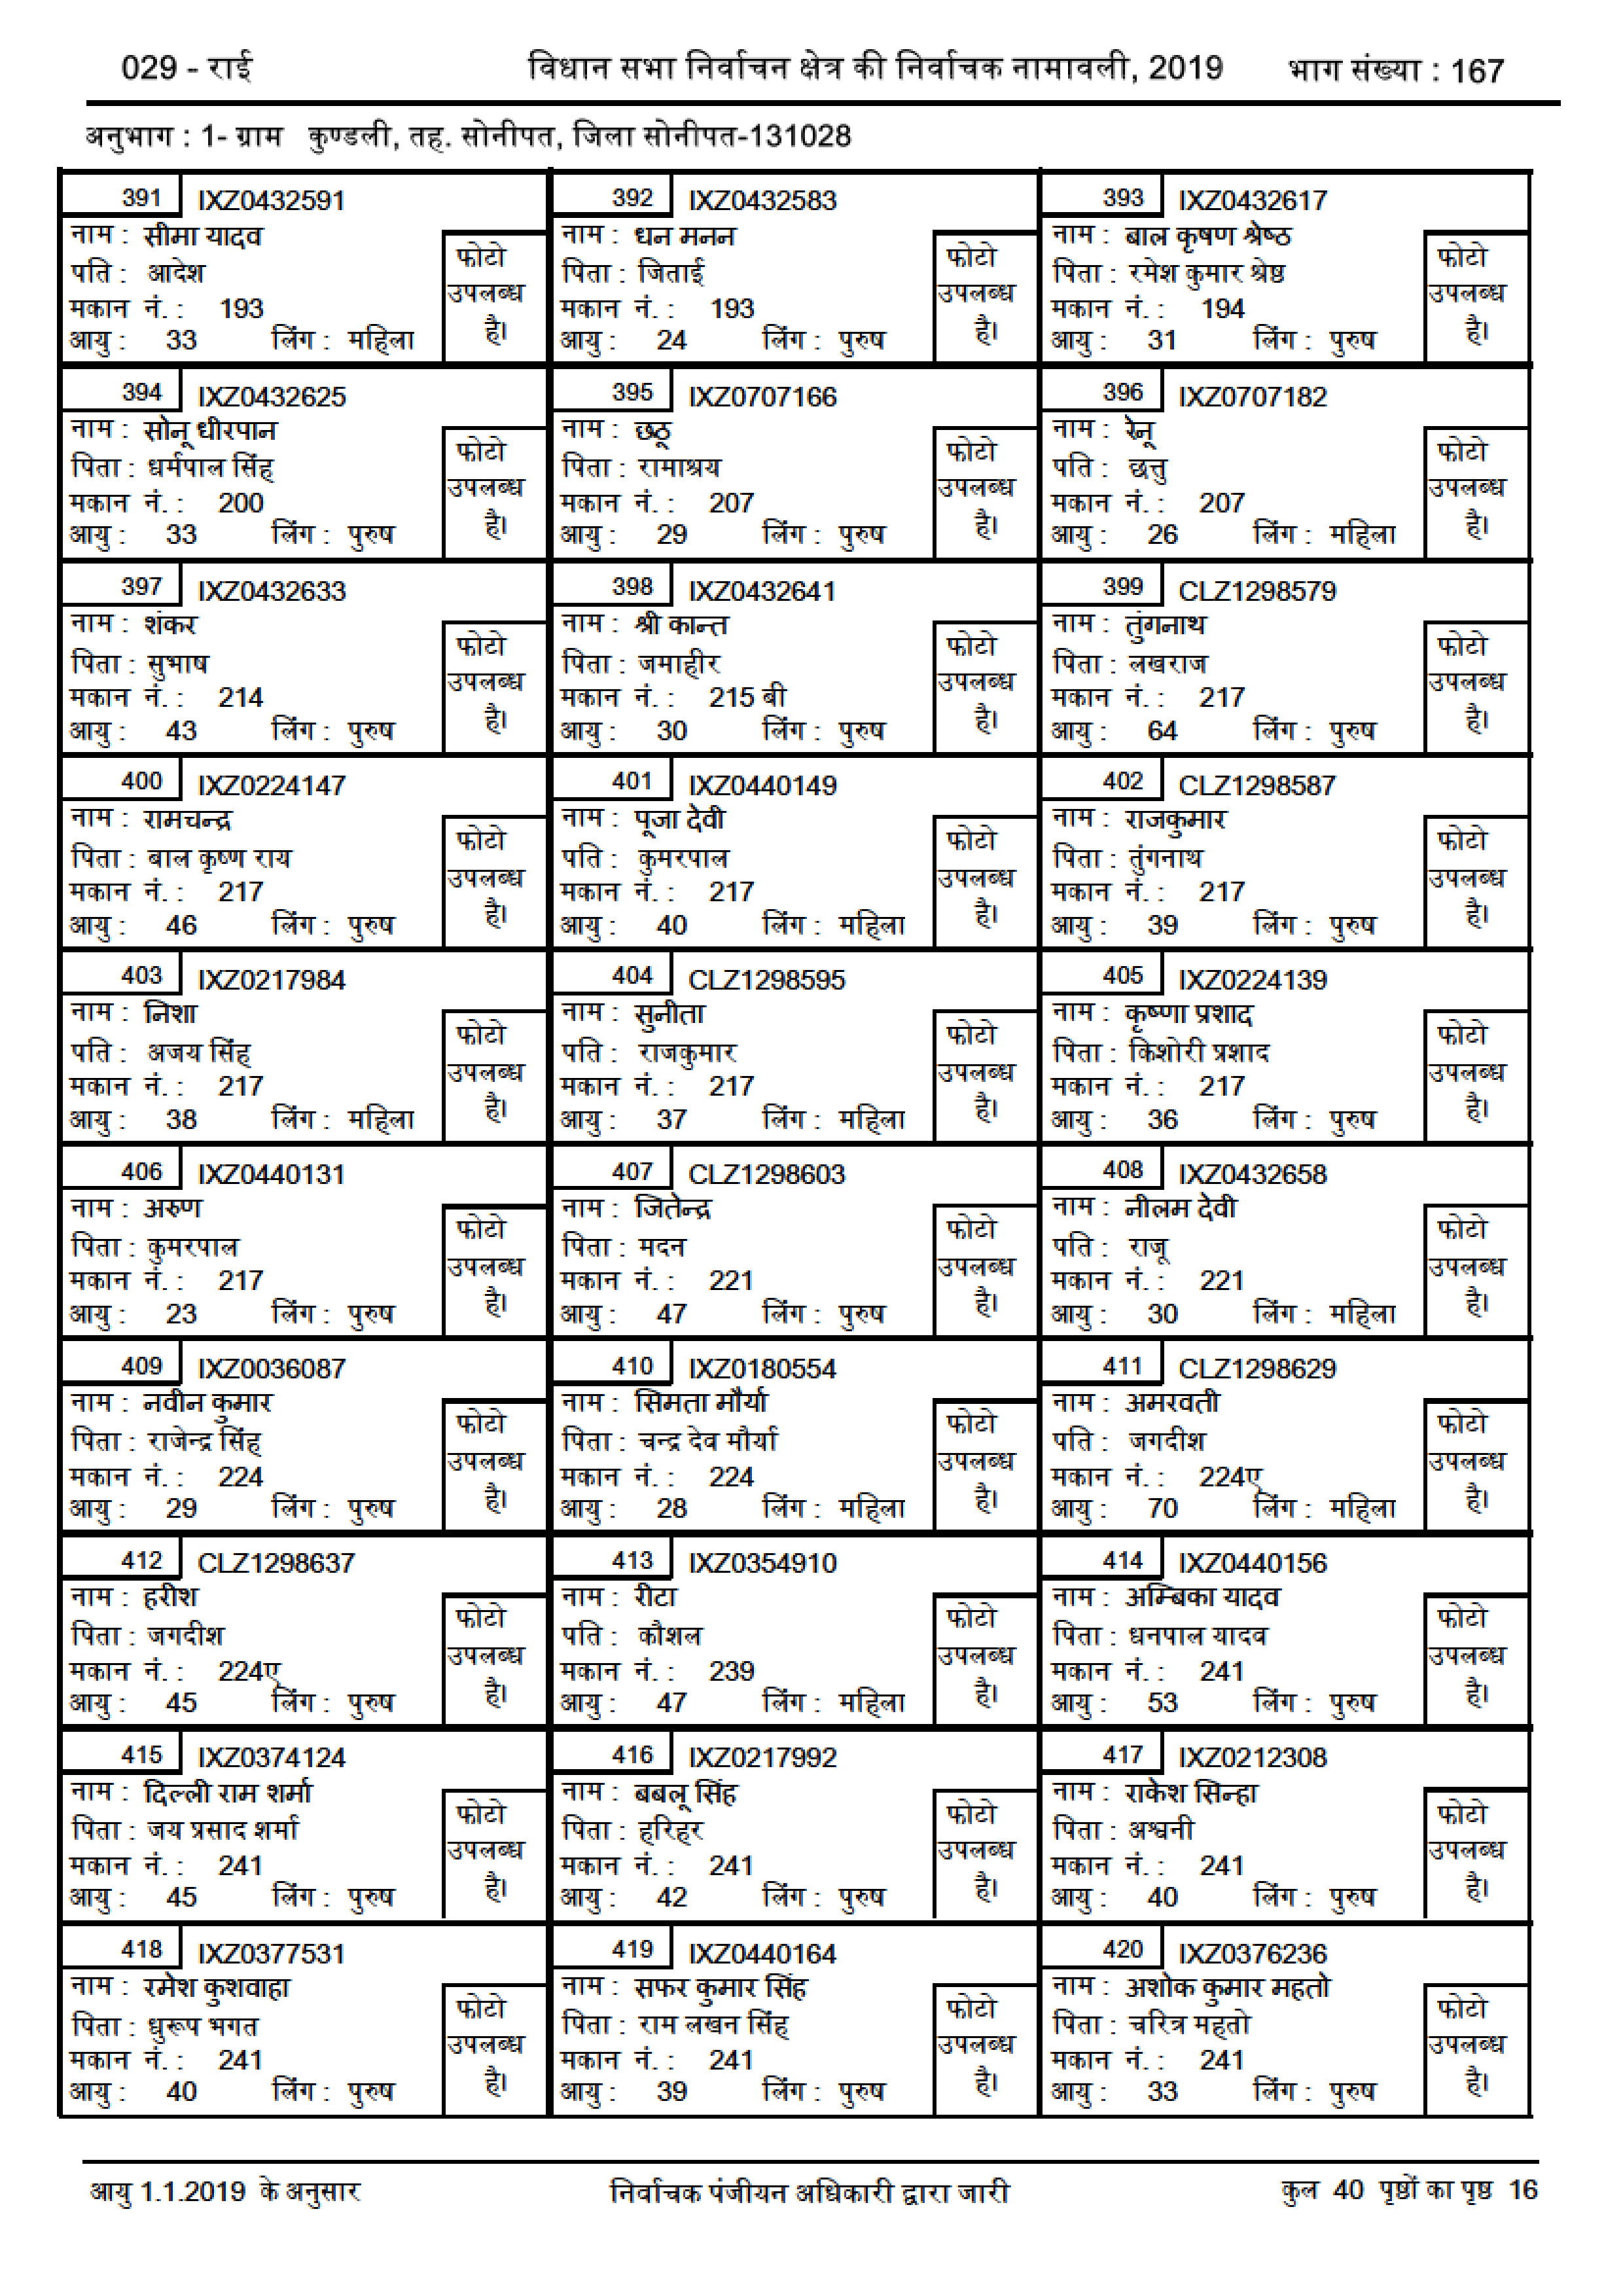 029 - राई विधान सभा निर्वाचन क्षेत्र की निर्वाचक नामावली, 2019 भाग संख्या : 167
अनुभाग : 1- ग्राम कुण्डली, तह. सोनीपत, जिला सोनीपत-131028
391 IXZ0432591
नाम : सीमा यादव
पति : आदेश
मकान नं. : 193
आयु : 33 लिंग : महिला
फोटो
उपलब्ध
है।
392 IXZ0432583
नाम : धन मनन
पिता : जिताई
मकान नं. : 193
आयु : 24 लिंग : पुरुष
फोटो
उपलब्ध
है।
393 IXZ0432617
नाम : बाल कृषण श्रेष्ठ
पिता : रमेश कुमार श्रेष्ठ
मकान नं. : 194
आयु : 31 लिंग : पुरुष
फोटो
उपलब्ध
है।
394 IXZ0432625
नाम : सोनू धीरपान
पिता : धर्मपाल सिंह
मकान नं. : 200
आयु : 33 लिंग : पुरुष
फोटो
उपलब्ध
है।
395 IXZ0707166
नाम : छठू
पिता : रामाश्रय
मकान नं. : 207
आयु : 29 लिंग : पुरुष
फोटो
उपलब्ध
है।
396 IXZ0707182
नाम : रेनू
पति : छत्तु
मकान नं. : 207
आयु : 26 लिंग : महिला
फोटो
उपलब्ध
है।
397 IXZ0432633
नाम : शंकर
पिता : सुभाष
मकान नं. : 214
आयु : 43 लिंग : पुरुष
फोटो
उपलब्ध
है।
398 IXZ0432641
नाम : श्री कान्त
पिता : जमाहीर
मकान नं. : 215 बी
आयु : 30 लिंग : पुरुष
फोटो
उपलब्ध
है।
399 CLZ1298579
नाम : तुंगनाथ
पिता : लखराज
मकान नं. : 217
आयु : 64 लिंग : पुरुष
फोटो
उपलब्ध
है।
400 IXZ0224147
नाम : रामचन्द्र
पिता : बाल कृष्ण राय
मकान नं. : 217
आयु : 46 लिंग : पुरुष
फोटो
उपलब्ध
है।
401 IXZ0440149
नाम : पूजा देवी
पति : कुमरपाल
मकान नं. : 217
आयु : 40 लिंग : महिला
फोटो
उपलब्ध
है।
402 CLZ1298587
नाम : राजकुमार
पिता : तुंगनाथ
मकान नं. : 217
आयु : 39 लिंग : पुरुष
फोटो
उपलब्ध
है।
403 IXZ0217984
नाम : निशा
पति : अजय सिंह
मकान नं. : 217
आयु : 38 लिंग : महिला
फोटो
उपलब्ध
है।
404 CLZ1298595
नाम : सुनीता
पति : राजकुमार
मकान नं. : 217
आयु : 37 लिंग : महिला
फोटो
उपलब्ध
है।
405 IXZ0224139
नाम : कृष्णा प्रशाद
पिता : किशोरी प्रशाद
मकान नं. : 217
आयु : 36 लिंग : पुरुष
फोटो
उपलब्ध
है।
406 IXZ0440131
नाम : अरुण
पिता : कुमरपाल
मकान नं. : 217
आयु : 23 लिंग : पुरुष
फोटो
उपलब्ध
है।
407 CLZ1298603
नाम : जितेन्द्र
पिता : मदन
मकान नं. : 221
आयु : 47 लिंग : पुरुष
फोटो
उपलब्ध
है।
408 IXZ0432658
नाम : नीलम देवी
पति : राजू
मकान नं. : 221
आयु : 30 लिंग : महिला
फोटो
उपलब्ध
है।
409 IXZ0036087
नाम : नवीन कुमार
पिता : राजेन्द्र सिंह
मकान नं. : 224
आयु : 29 लिंग : पुरुष
फोटो
उपलब्ध
है।
410 IXZ0180554
नाम : सिमता मौर्या
पिता : चन्द्र देव मौर्या
मकान नं. : 224
आयु : 28 लिंग : महिला
फोटो
उपलब्ध
है।
411 CLZ1298629
नाम : अमरवती
पति : जगदीश
मकान नं. : 224ए
आयु : 70 लिंग : महिला
फोटो
उपलब्ध
है।
412 CLZ1298637
नाम : हरीश
पिता : जगदीश
मकान नं. : 224ए
आयु : 45 लिंग : पुरुष
फोटो
उपलब्ध
है।
413 IXZ0354910
नाम : रीटा
पति : कौशल
मकान नं. : 239
आयु : 47 लिंग : महिला
फोटो
उपलब्ध
है।
414 IXZ0440156
नाम : अम्बिका यादव
पिता : धनपाल यादव
मकान नं. : 241
आयु : 53 लिंग : पुरुष
फोटो
उपलब्ध
है।
415 IXZ0374124
नाम : दिल्ली राम शर्मा
पिता : जय प्रसाद शर्मा
मकान नं. : 241
आयु : 45 लिंग : पुरुष
फोटो
उपलब्ध
है।
416 IXZ0217992
नाम : बबलू सिंह
पिता : हरिहर
मकान नं. : 241
आयु : 42 लिंग : पुरुष
फोटो
उपलब्ध
है।
417 IXZ0212308
नाम : राकेश सिन्हा
पिता : अश्वनी
मकान नं. : 241
आयु : 40 लिंग : पुरुष
फोटो
उपलब्ध
है।
418 IXZ0377531
नाम : रमेश कुशवाहा
पिता : धुरूप भगत
मकान नं. : 241
आयु : 40 लिंग : पुरुष
फोटो
उपलब्ध
है।
419 IXZ0440164
नाम : सफर कुमार सिंह
पिता : राम लखन सिंह
मकान नं. : 241
आयु : 39 लिंग : पुरुष
फोटो
उपलब्ध
है।
420 IXZ0376236
नाम : अशोक कुमार महतो
पिता : चरित्र महतो
मकान नं. : 241
आयु : 33 लिंग : पुरुष
फोटो
उपलब्ध
है।
आयु 1.1.2019 के अनुसार निर्वाचक पंजीयन अधिकारी द्वारा जारी कुल 40 पृष्ठों का पृष्ठ 16